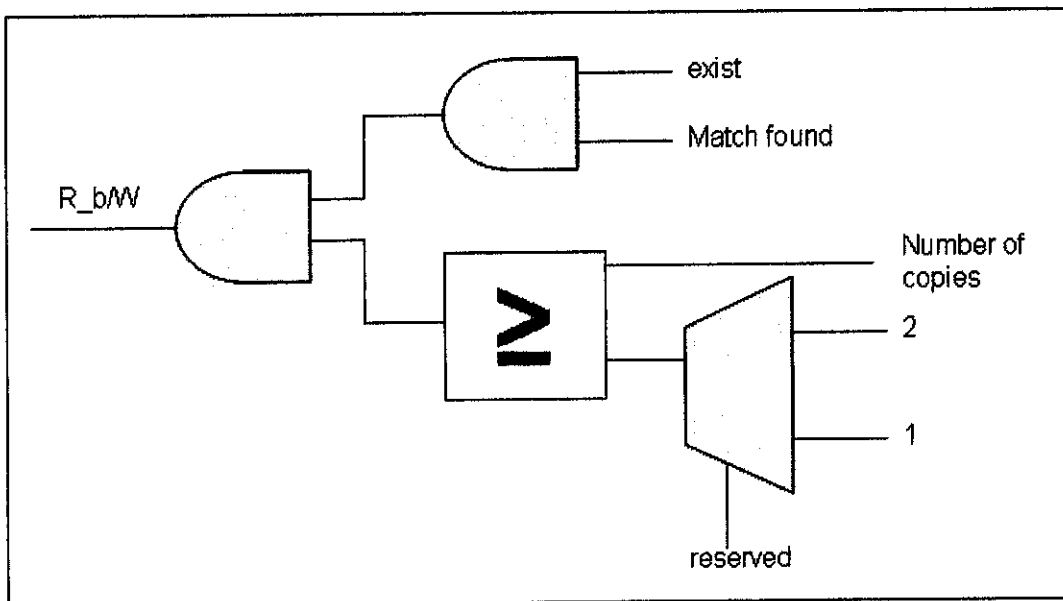 exist
Match found
R_b/W
Number of
copies
≥
2
1
reserved